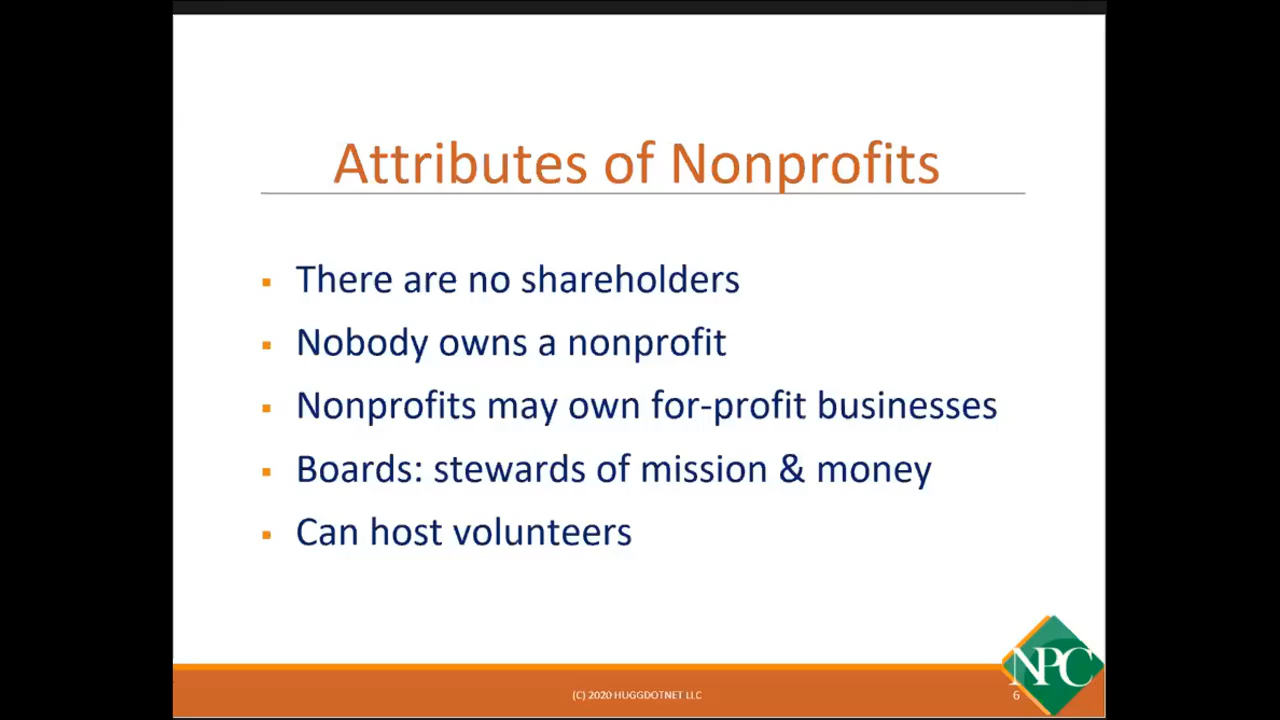 Attributes of Nonprofits
There are no shareholders
Nobody owns a nonprofit
Nonprofits may own for-profit businesses
Boards: stewards of mission & money
Can host volunteers
NPC
(C) 2020 HUGGDOTNET LLC
6